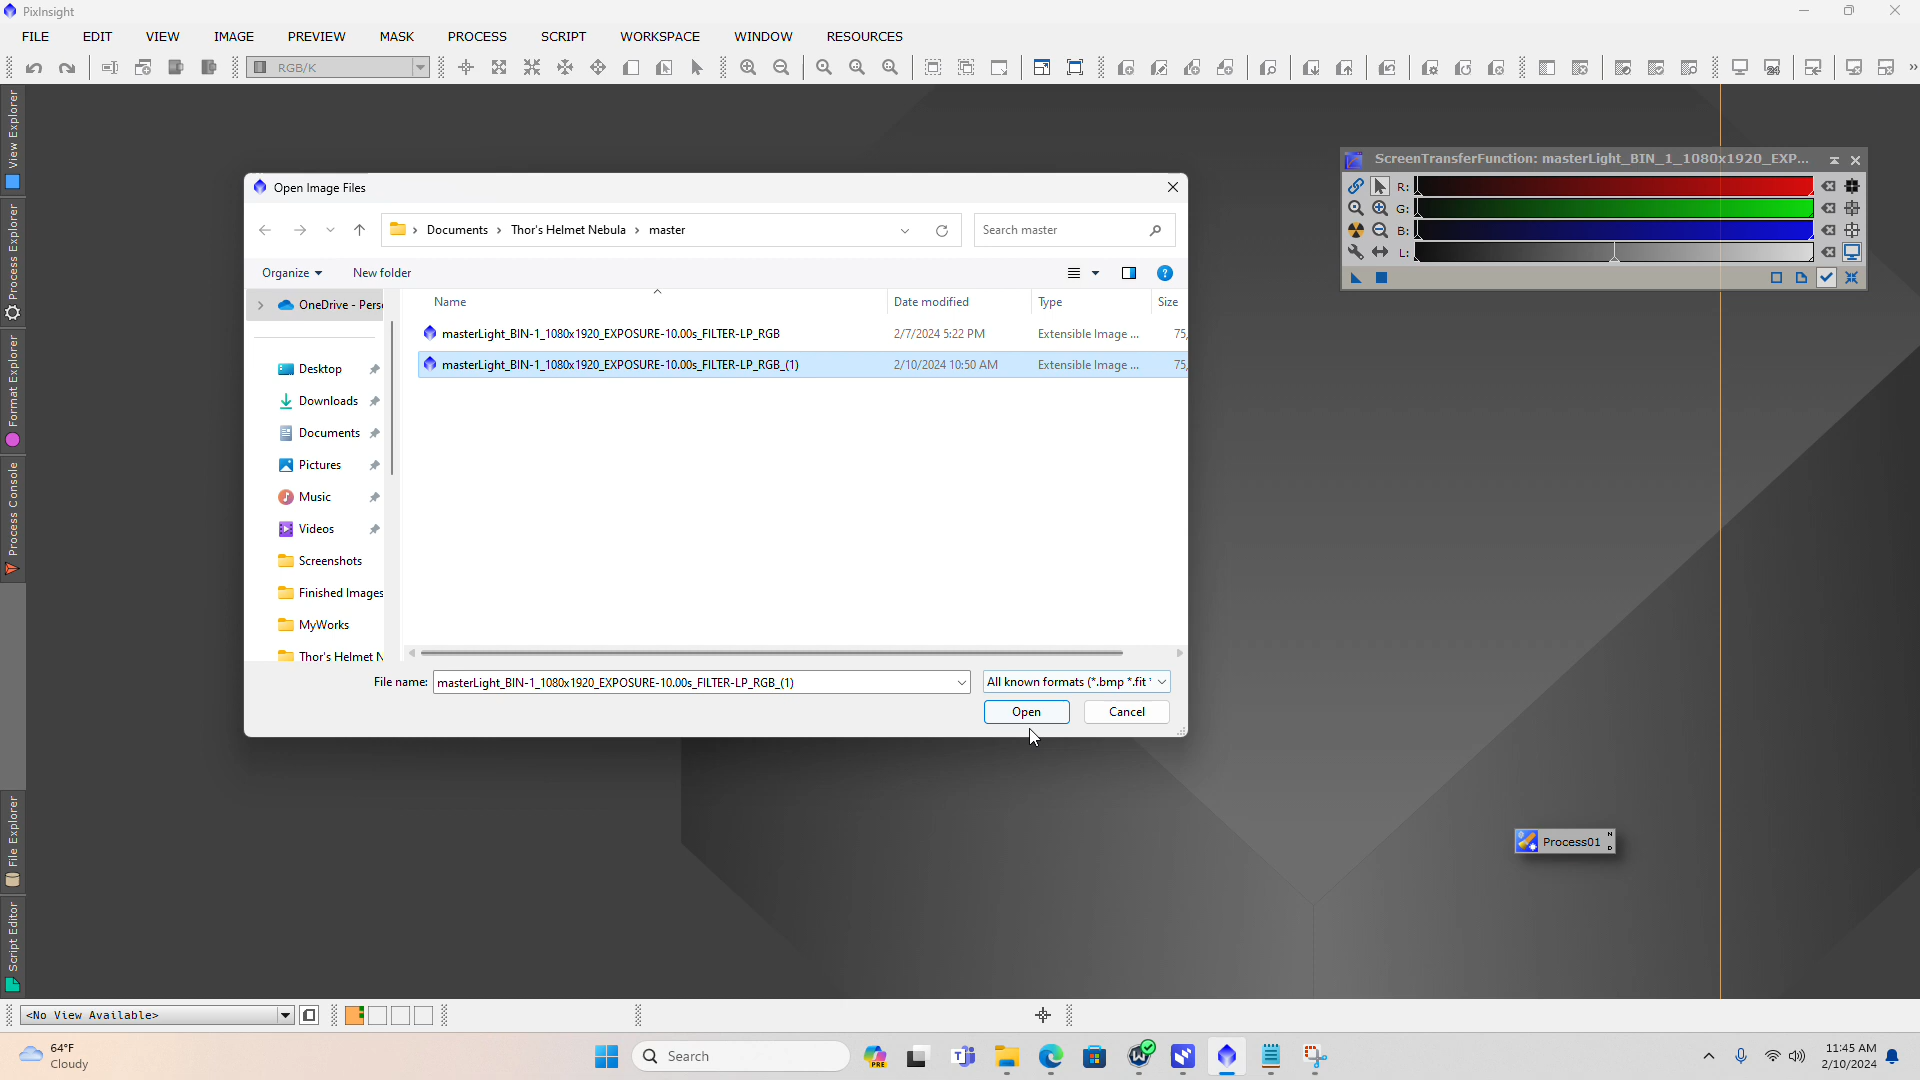 PixInsight
FILE EDIT VIEW IMAGE PREVIEW MASK PROCESS SCRIPT WORKSPACE WINDOW RESOURCES
RGB/K
24
»
View Explorer
Process Explorer
Format Explorer
Process Console
File Explorer
Script Editor
ScreenTransferFunction: masterLight_BIN_1_1080x1920_EXP...
R:
G:
B:
L:
Open Image Files
Documents Thor's Helmet Nebula master
Search master
Organize New folder
OneDrive - Pers
Desktop
Downloads
Documents
Pictures
Music
Videos
Screenshots
Finished Images
MyWorks
Thor's Helmet N
Name Date modified Type Size
masterLight_BIN-1_1080x1920_EXPOSURE-10.00s_FILTER-LP_RGB 2/7/2024 5:22 PM Extensible Image ... 75,
masterLight_BIN-1_1080x1920_EXPOSURE-10.00s_FILTER-LP_RGB_(1) 2/10/2024 10:50 AM Extensible Image ... 75,
File name: masterLight_BIN-1_1080x1920_EXPOSURE-10.00s_FILTER-LP_RGB_(1) All known formats (*.bmp *.fit *
Open Cancel
Process01 N D
<No View Available>
64°F
Cloudy
Search
PRE
11:45 AM
2/10/2024